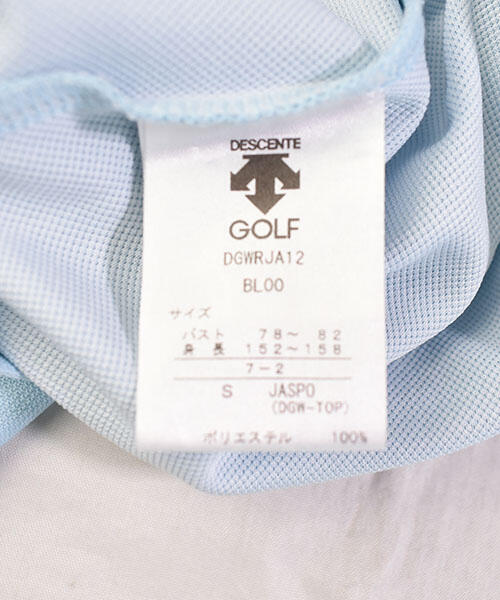 DESCENTE
GOLF
DGWRJA12
BL00
サイズ
バスト 78～ 82
身 長 152～158
7-2
S JASPO
(DGW-TOP)
ポリエステル 100%